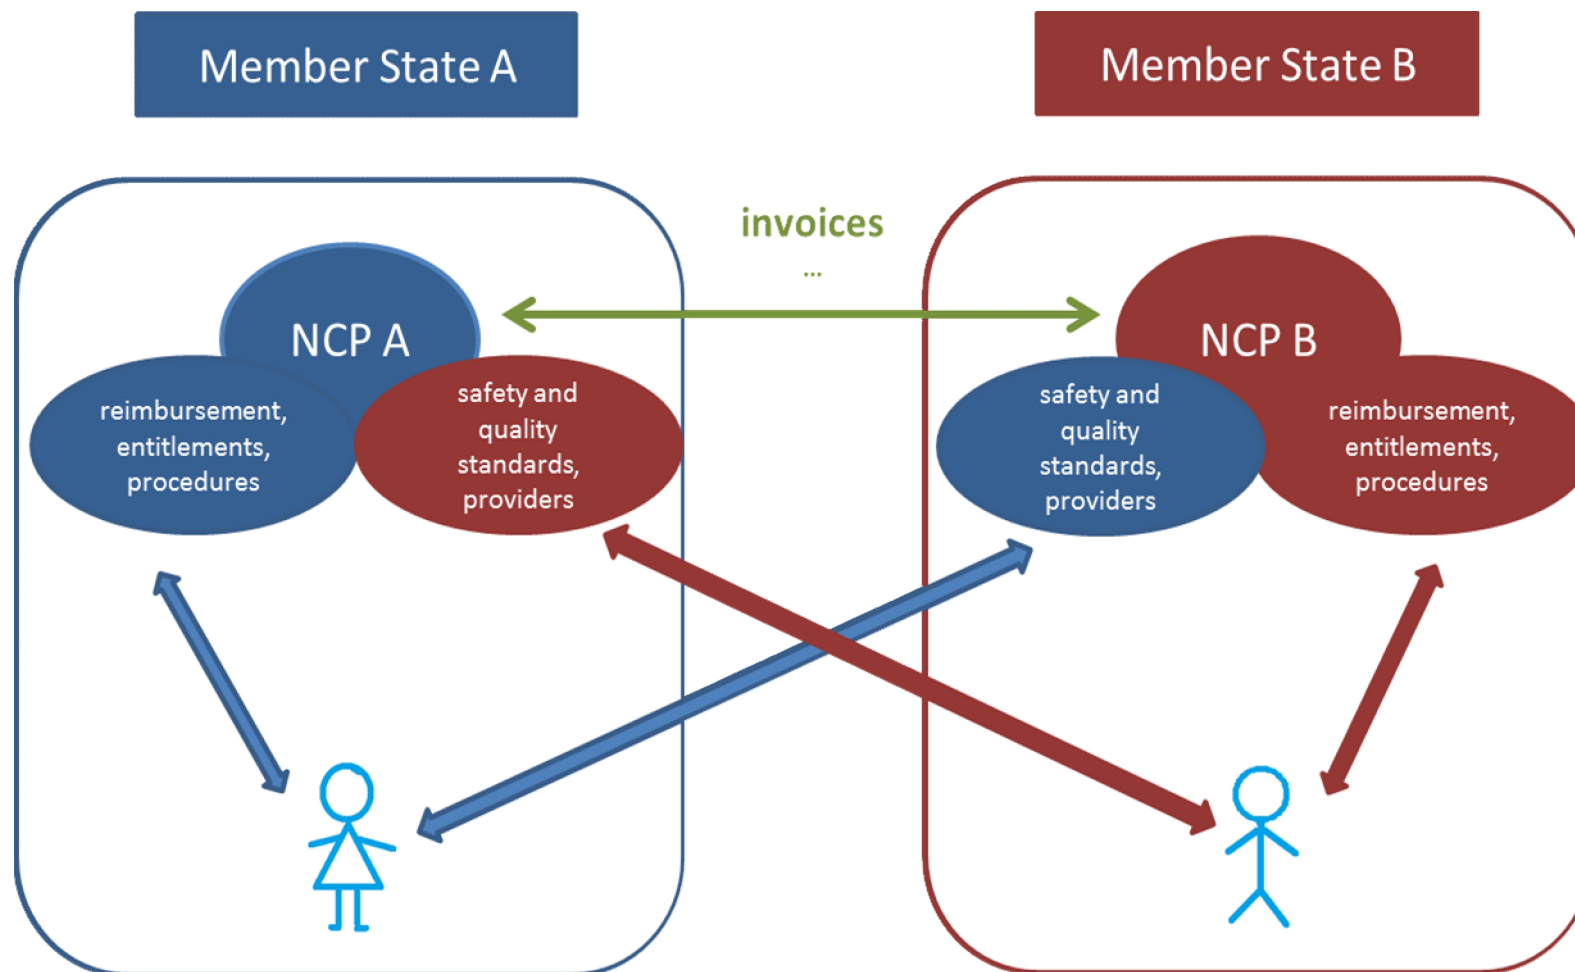 Member State A
Member State B
invoices
...
NCP A
reimbursement,
entitlements,
procedures
safety and
quality
standards,
providers
NCP B
safety and
quality
standards,
providers
reimbursement,
entitlements,
procedures